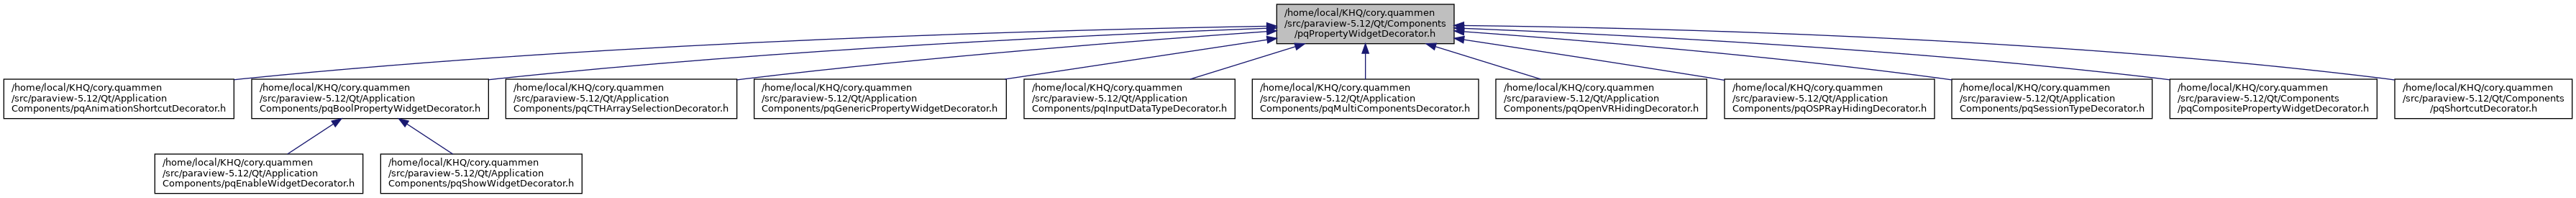 /home/local/KHQ/cory.quammen
/src/paraview-5.12/Qt/Components
/pqPropertyWidgetDecorator.h
/home/local/KHQ/cory.quammen
/src/paraview-5.12/Qt/Application
Components/pqAnimationShortcutDecorator.h
/home/local/KHQ/cory.quammen
/src/paraview-5.12/Qt/Application
Components/pqBoolPropertyWidgetDecorator.h
/home/local/KHQ/cory.quammen
/src/paraview-5.12/Qt/Application
Components/pqCTHArraySelectionDecorator.h
/home/local/KHQ/cory.quammen
/src/paraview-5.12/Qt/Application
Components/pqGenericPropertyWidgetDecorator.h
/home/local/KHQ/cory.quammen
/src/paraview-5.12/Qt/Application
Components/pqInputDataTypeDecorator.h
/home/local/KHQ/cory.quammen
/src/paraview-5.12/Qt/Application
Components/pqMultiComponentsDecorator.h
/home/local/KHQ/cory.quammen
/src/paraview-5.12/Qt/Application
Components/pqOpenVRHidingDecorator.h
/home/local/KHQ/cory.quammen
/src/paraview-5.12/Qt/Application
Components/pqOSPRayHidingDecorator.h
/home/local/KHQ/cory.quammen
/src/paraview-5.12/Qt/Application
Components/pqSessionTypeDecorator.h
/home/local/KHQ/cory.quammen
/src/paraview-5.12/Qt/Components
/pqCompositePropertyWidgetDecorator.h
/home/local/KHQ/cory.quammen
/src/paraview-5.12/Qt/Components
/pqShortcutDecorator.h
/home/local/KHQ/cory.quammen
/src/paraview-5.12/Qt/Application
Components/pqEnableWidgetDecorator.h
/home/local/KHQ/cory.quammen
/src/paraview-5.12/Qt/Application
Components/pqShowWidgetDecorator.h